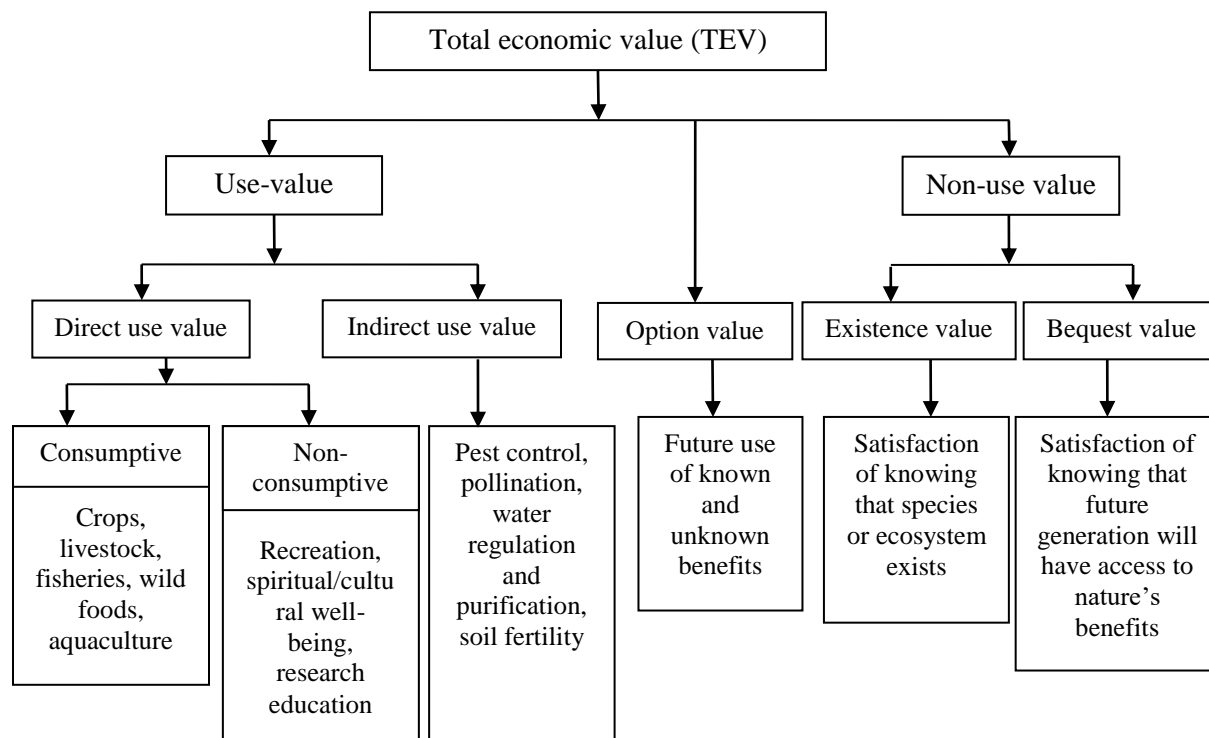 Total economic value (TEV)
Use-value
Non-use value
Direct use value
Indirect use value
Option value
Existence value
Bequest value
Consumptive
Crops,
livestock,
fisheries, wild
foods,
aquaculture
Non-
consumptive
Recreation,
spiritual/cultu
ral well-
being,
research
education
Pest control,
pollination,
water
regulation
and
purification,
soil fertility
Future use
of known
and
unknown
benefits
Satisfaction
of knowing
that species
or ecosystem
exists
Satisfaction of
knowing that
future
generation will
have access to
nature’s
benefits